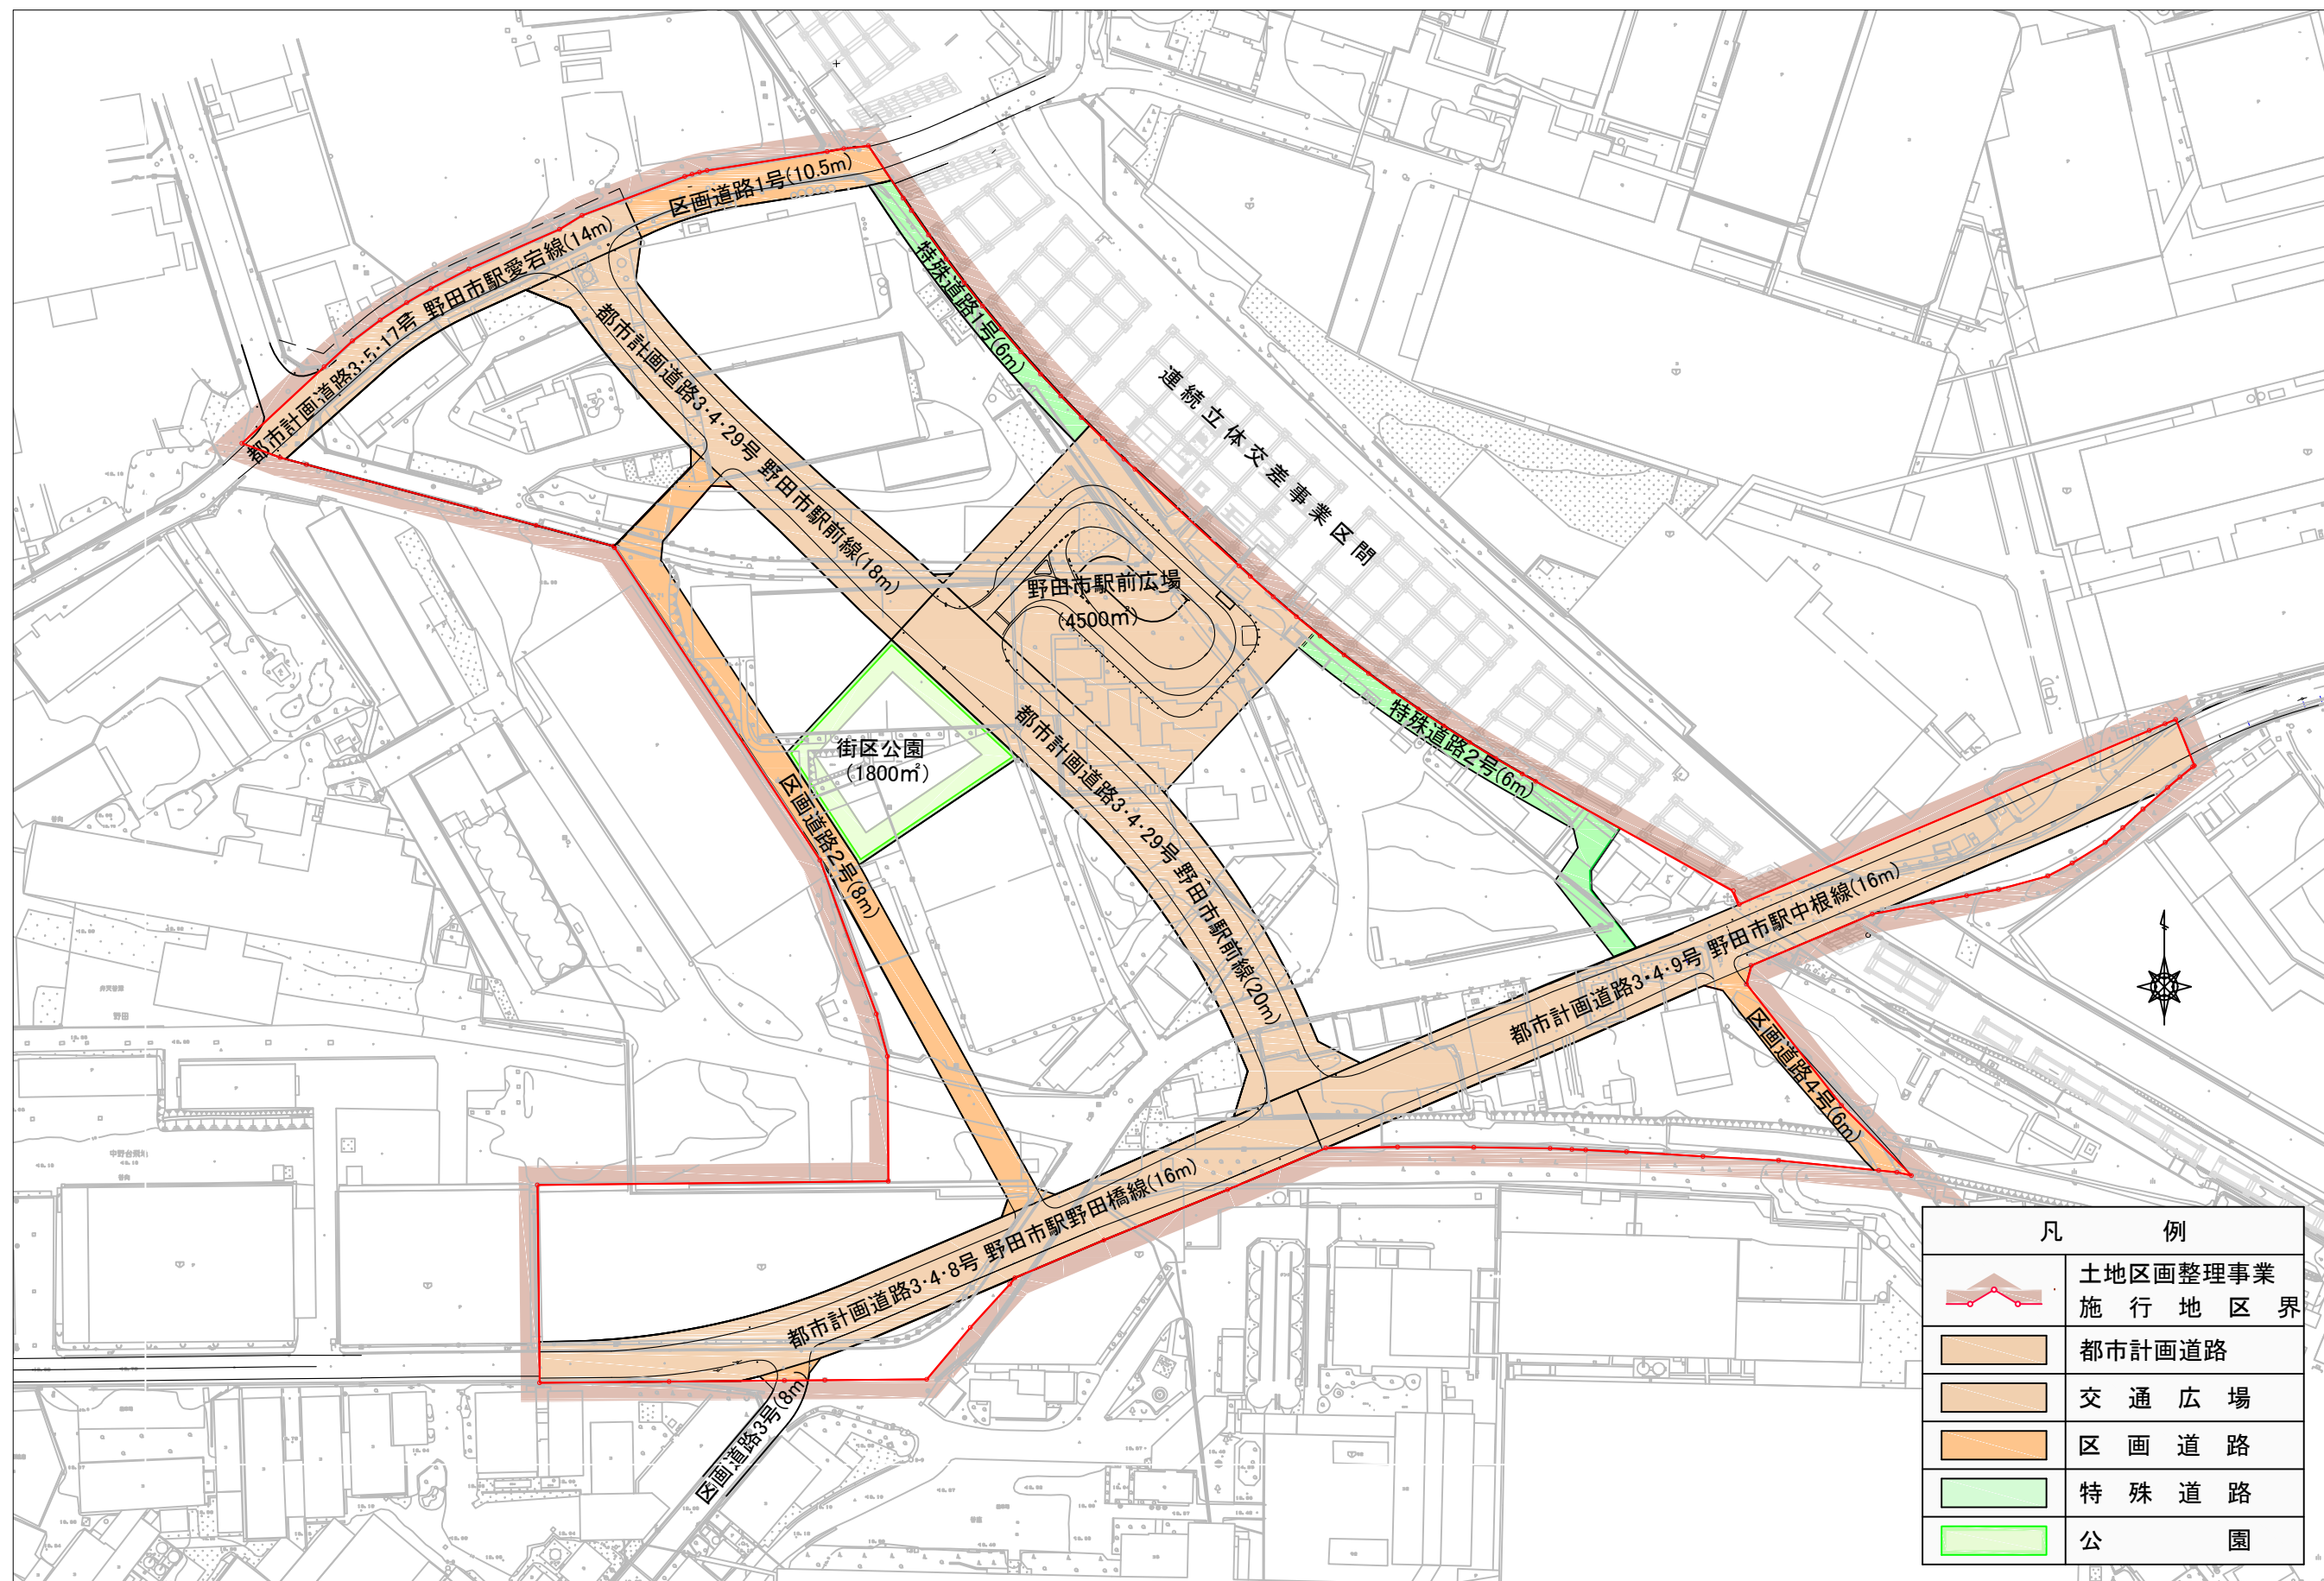 区画道路1号(10.5m)
都市計画道路3・5・17号 野田市駅愛宕線(14m)
特殊道路1号(6m)
都市計画道路3・4・29号 野田市駅前線(18m)
連続立体交差事業区間
野田市駅前広場
(4500㎡)
特殊道路2号(6m)
街区公園
(1800㎡)
都市計画道路3・4・29号 野田市駅前線(20m)
区画道路2号(8m)
都市計画道路3・4・9号 野田市駅中根線(16m)
区画道路4号(6m)
都市計画道路3・4・8号 野田市駅野田橋線(16m)
区画道路3号(8m)
野田
凡 例
土地区画整理事業
施 行 地 区 界
都市計画道路
交 通 広 場
区 画 道 路
特 殊 道 路
公 園